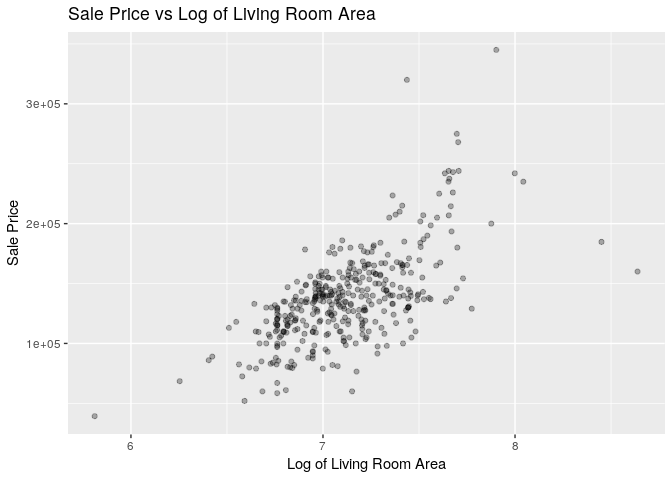 Sale Price vs Log of Living Room Area
3e+05
2e+05
1e+05
Sale Price
6
7
8
Log of Living Room Area